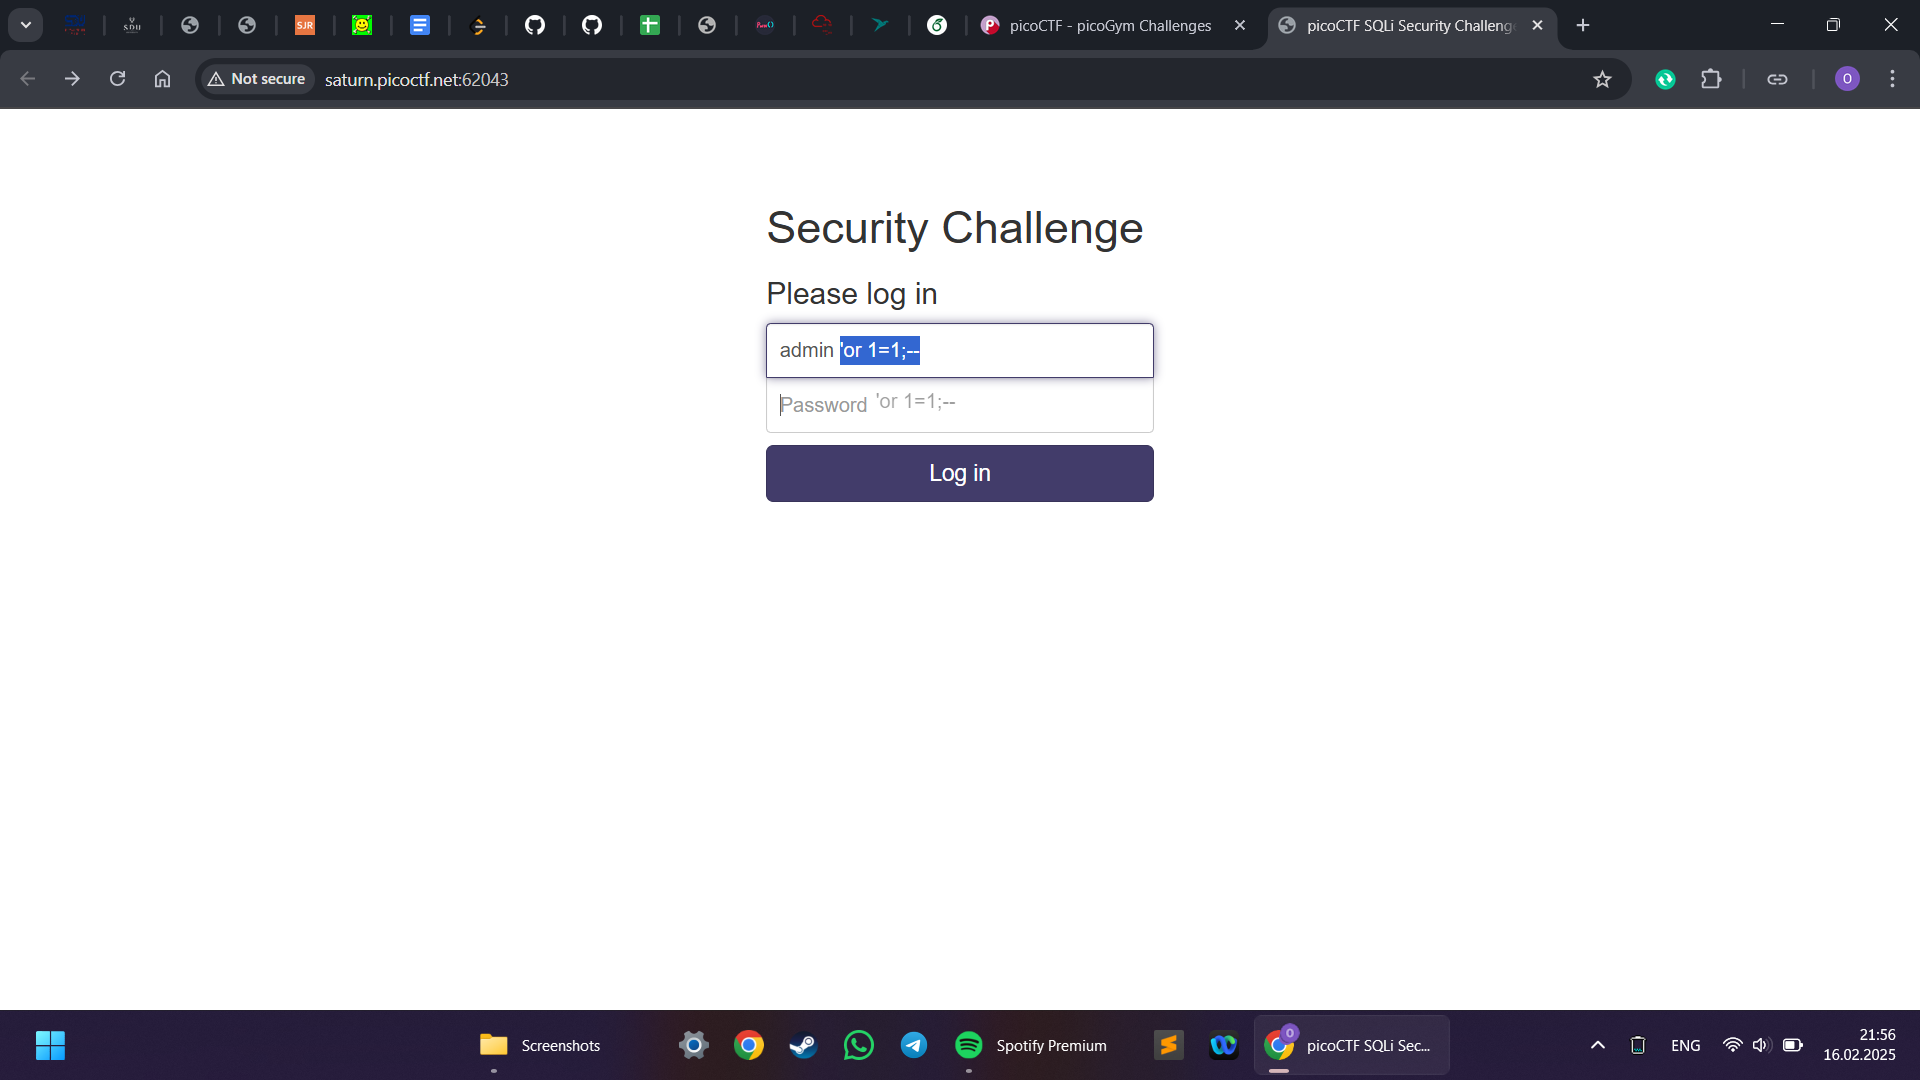 SJR
picoCTF - picoGym Challenges
picoCTF SQLi Security Challenge
Not secure
saturn.picoctf.net:62043
O
Security Challenge
Please log in
admin 'or 1=1;--
Password 'or 1=1;--
Log in
Screenshots
Spotify Premium
O
picoCTF SQLi Sec...
ENG
21:56
16.02.2025